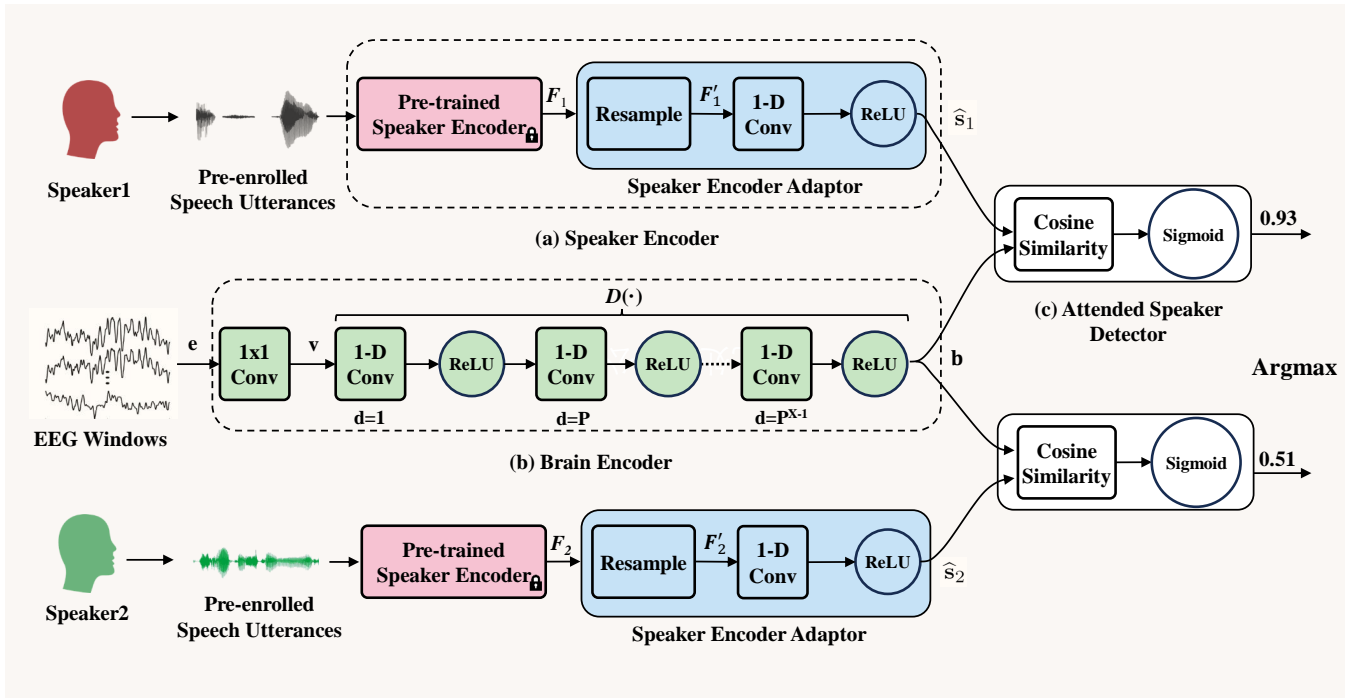 Speaker1
Pre-enrolled
Speech Utterances
Pre-trained
Speaker Encoder
F₁
Resample
F′₁
1-D
Conv
ReLU
Speaker Encoder Adaptor
ŝ₁
(a) Speaker Encoder
Cosine
Similarity
Sigmoid
0.93
(c) Attended Speaker
Detector
EEG Windows
e
1x1
Conv
v
D(·)
1-D
Conv
d=1
ReLU
1-D
Conv
d=P
ReLU
1-D
Conv
d=P^{X-1}
ReLU
b
(b) Brain Encoder
Argmax
Cosine
Similarity
Sigmoid
0.51
Speaker2
Pre-enrolled
Speech Utterances
Pre-trained
Speaker Encoder
F₂
Resample
F′₂
1-D
Conv
ReLU
ŝ₂
Speaker Encoder Adaptor